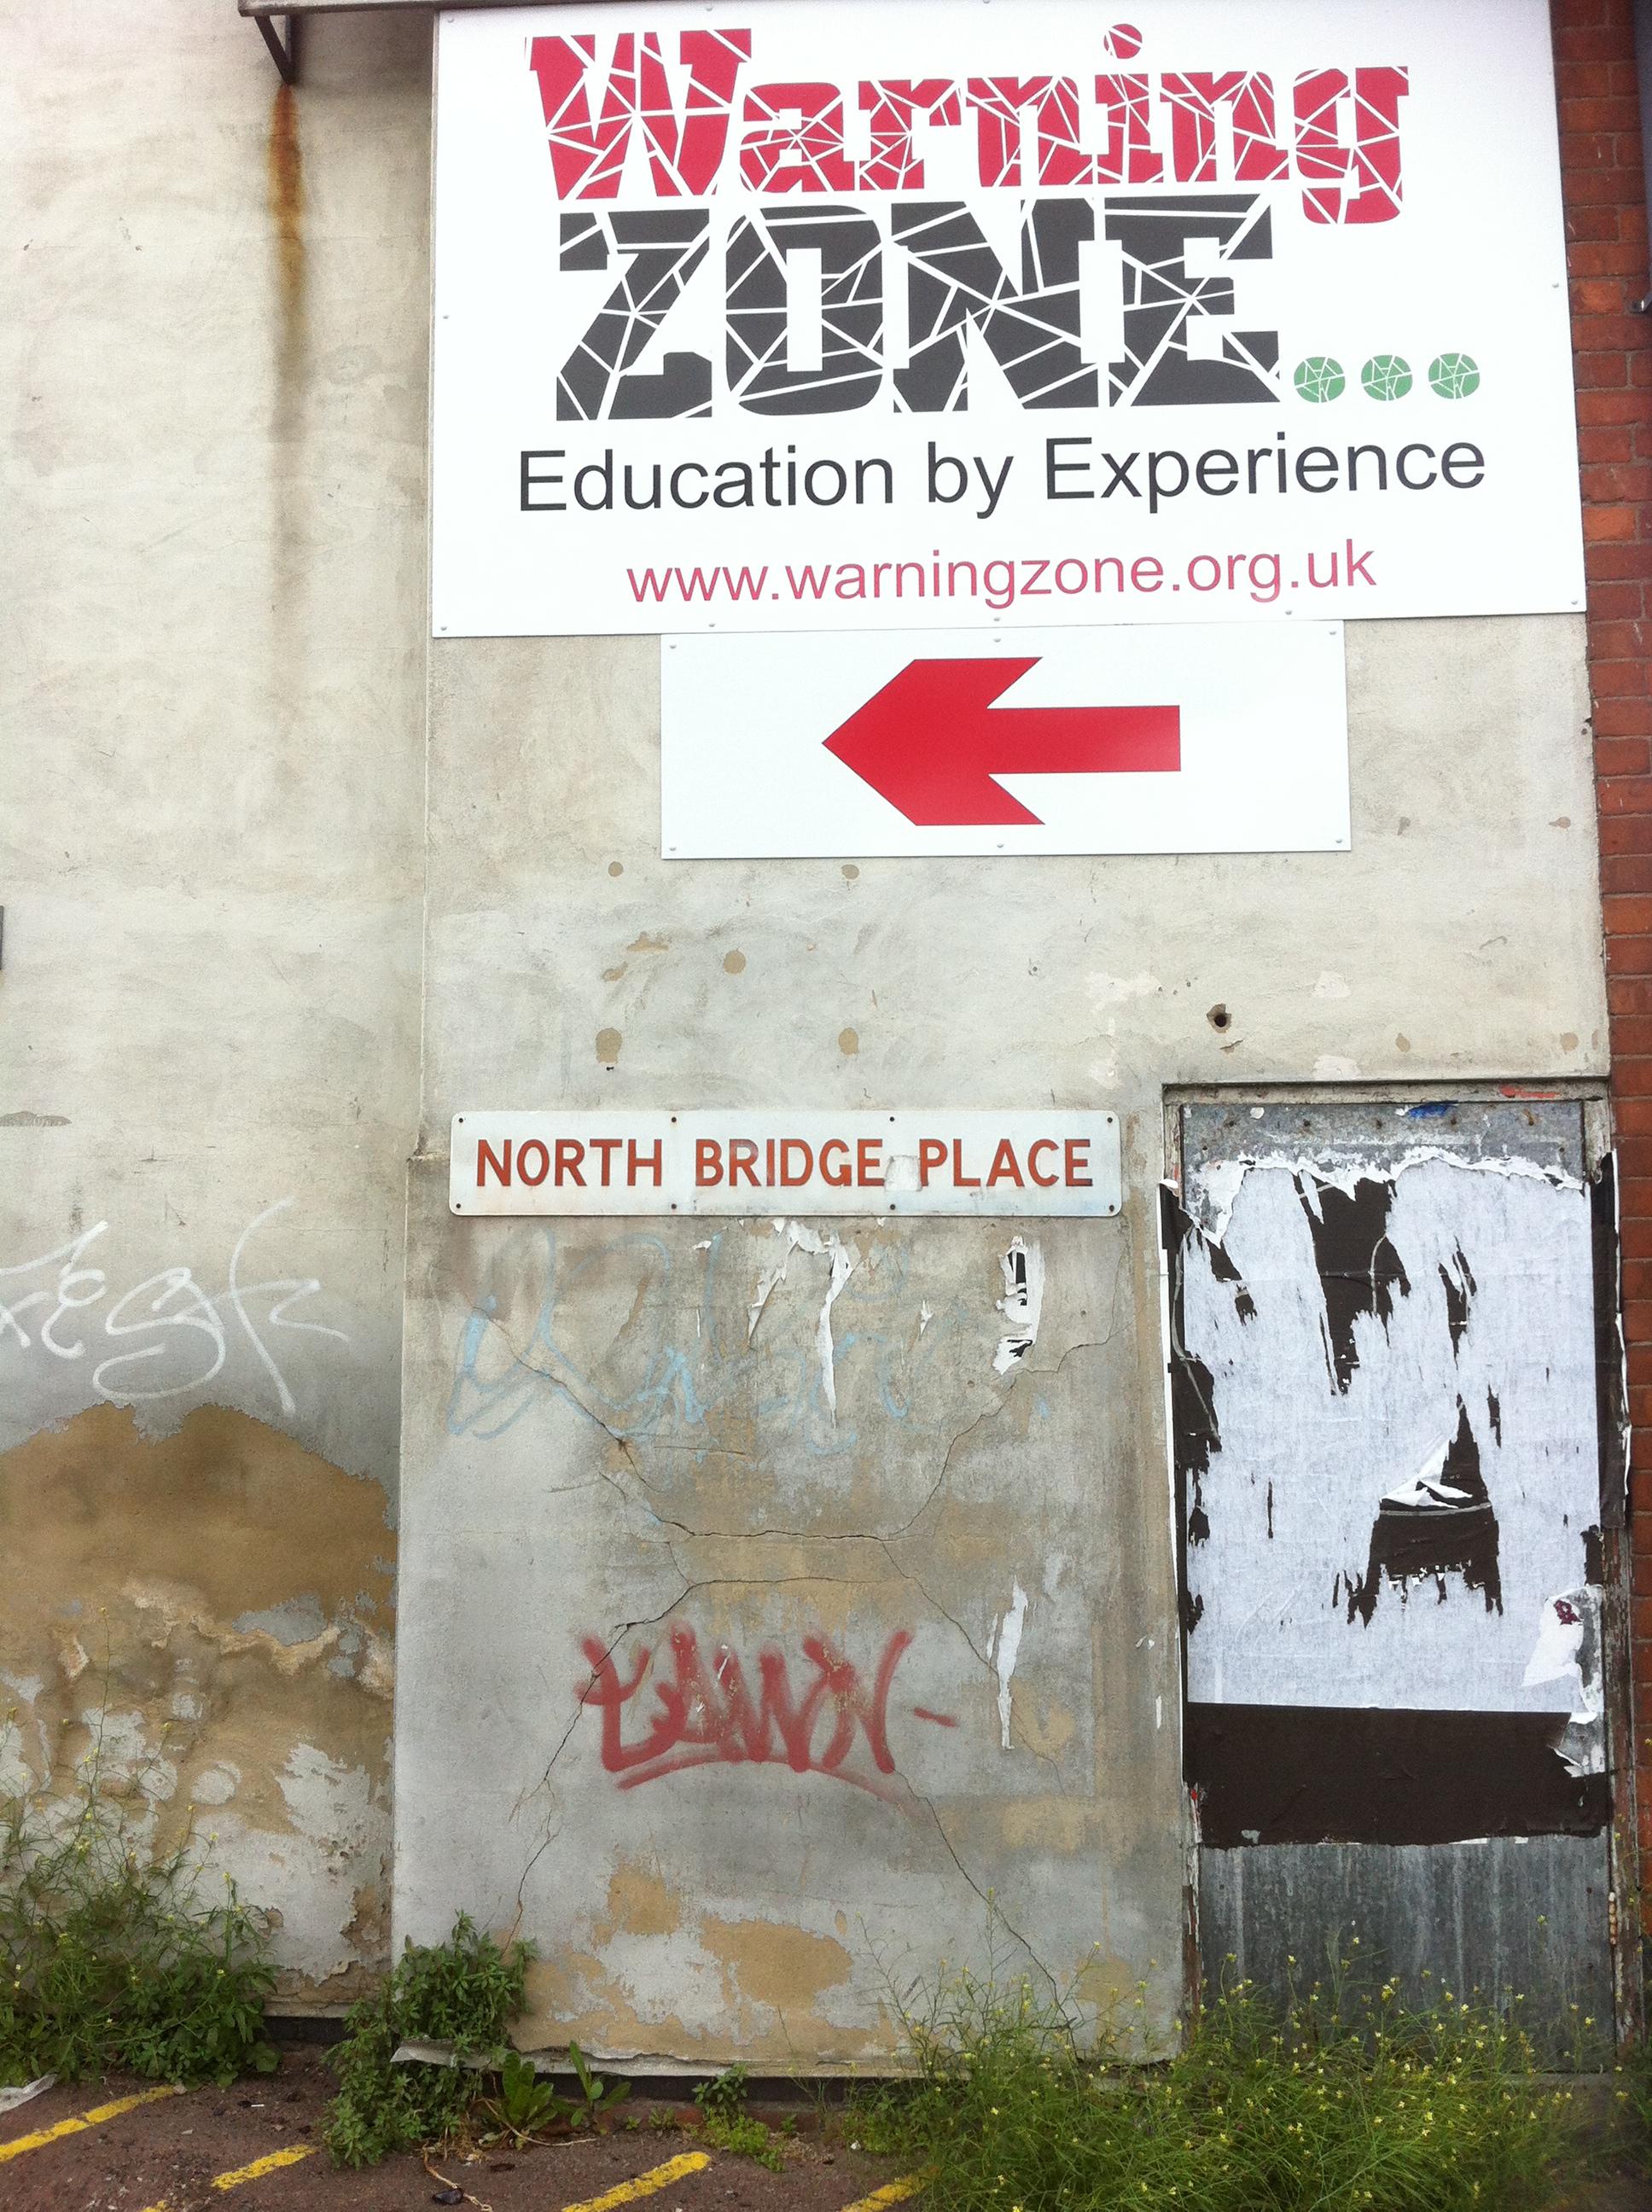 Warning
ZONE...
Education by Experience
www.warningzone.org.uk
NORTH BRIDGE PLACE